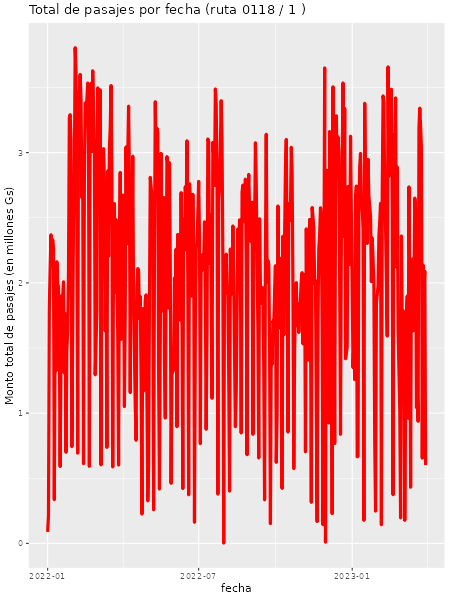 Total de pasajes por fecha (ruta 0118 / 1 )
Monto total de pasajes (en millones Gs)
3
2
1
0
2022-01
2022-07
2023-01
fecha